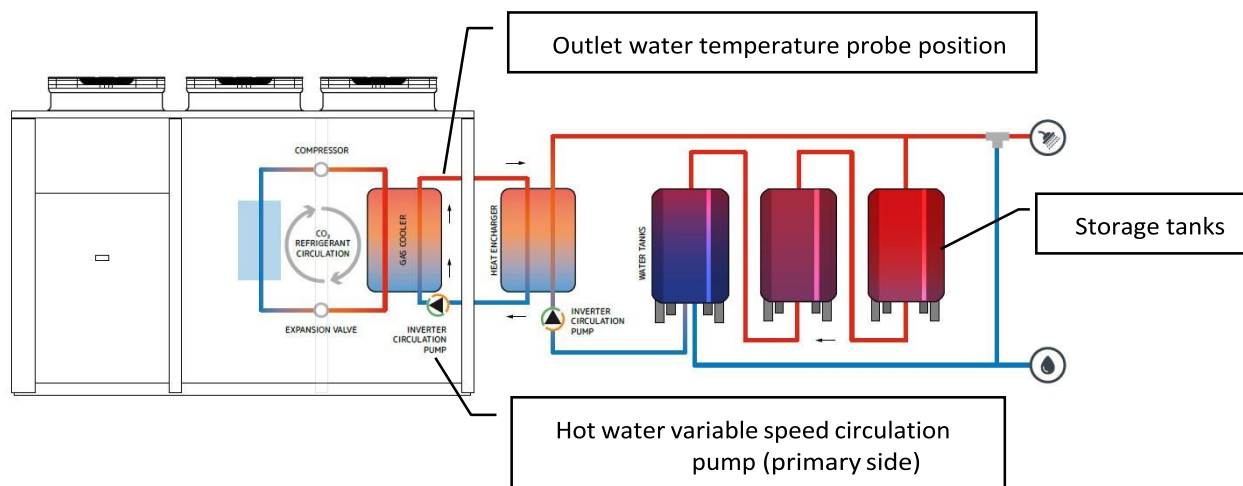 Outlet water temperature probe position
COMPRESSOR
CO₂
REFRIGERANT
CIRCULATION
GAS COOLER
HEAT ENCHARGER
WATER TANKS
Storage tanks
EXPANSION VALVE
INVERTER
CIRCULATION
PUMP
INVERTER
CIRCULATION
PUMP
Hot water variable speed circulation
pump (primary side)